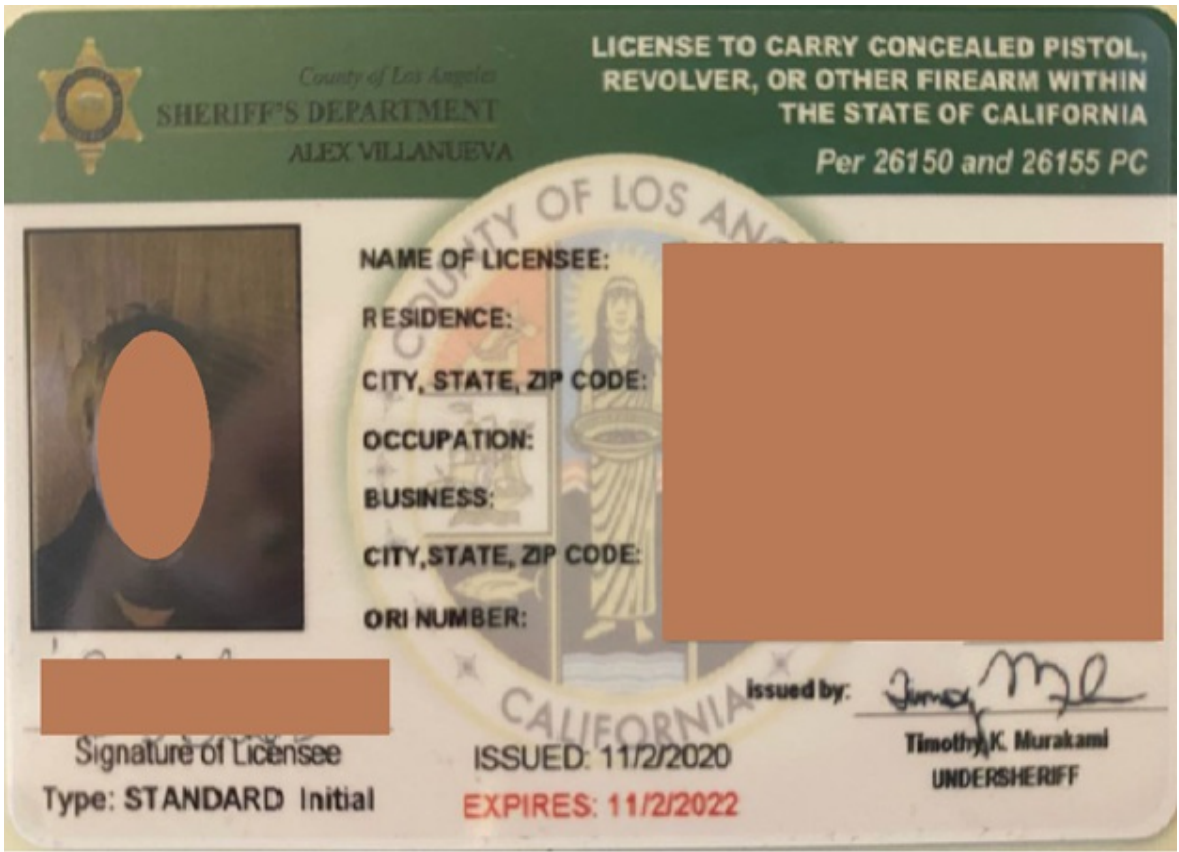 County of Los Angeles
SHERIFF'S DEPARTMENT
ALEX VILLANUEVA
LICENSE TO CARRY CONCEALED PISTOL,
REVOLVER, OR OTHER FIREARM WITHIN
THE STATE OF CALIFORNIA
Per 26150 and 26155 PC
COUNTY OF LOS
CALIFORNIA
NAME OF LICENSEE:
RESIDENCE:
CITY, STATE, ZIP CODE:
OCCUPATION:
BUSINESS:
CITY,STATE, ZIP CODE:
ORI NUMBER:
issued by:
Timothy K. Murakami
UNDERSHERIFF
Signature of Licensee
Type: STANDARD Initial
ISSUED: 11/2/2020
EXPIRES: 11/2/2022